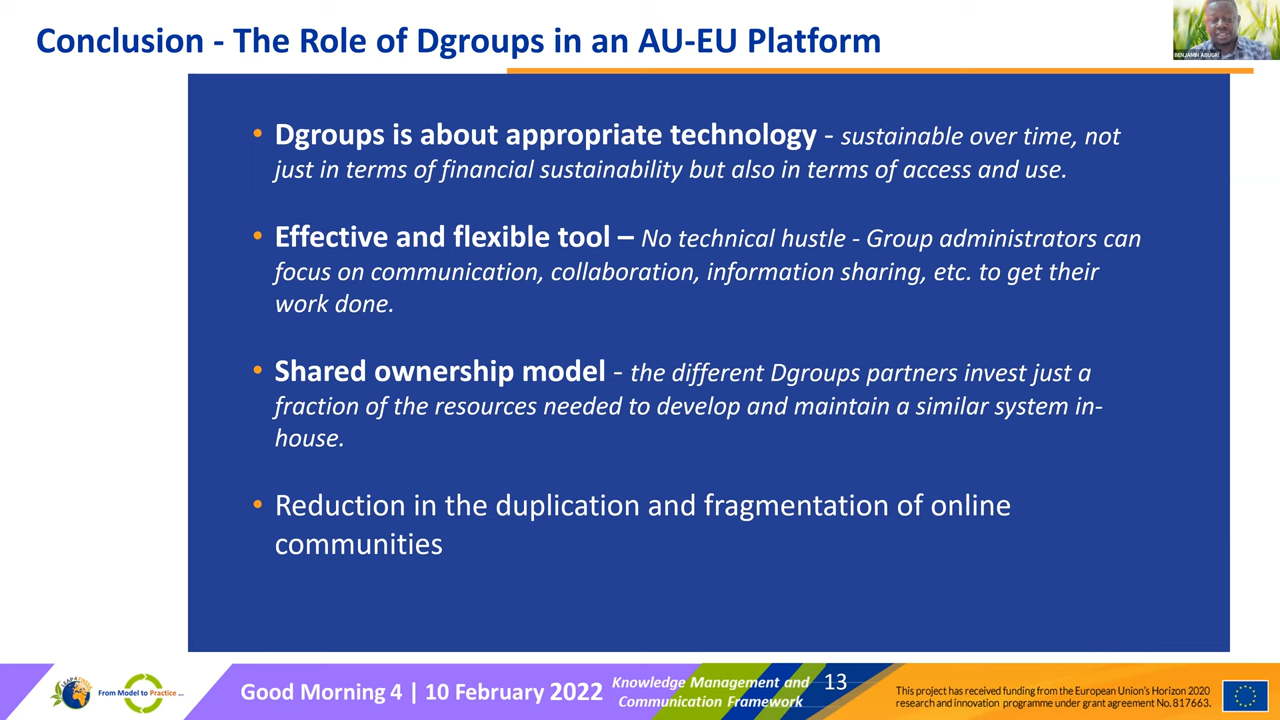 Conclusion - The Role of Dgroups in an AU-EU Platform
BENJAMIN ABUGRI
• Dgroups is about appropriate technology - sustainable over time, not
just in terms of financial sustainability but also in terms of access and use.
• Effective and flexible tool – No technical hustle - Group administrators can
focus on communication, collaboration, information sharing, etc. to get their
work done.
• Shared ownership model - the different Dgroups partners invest just a
fraction of the resources needed to develop and maintain a similar system in-
house.
• Reduction in the duplication and fragmentation of online
communities
From Model to Practice ...
Good Morning 4 | 10 February 2022
Knowledge Management and
Communication Framework
13
This project has received funding from the European Union's Horizon 2020
research and innovation programme under grant agreement No. 817663.